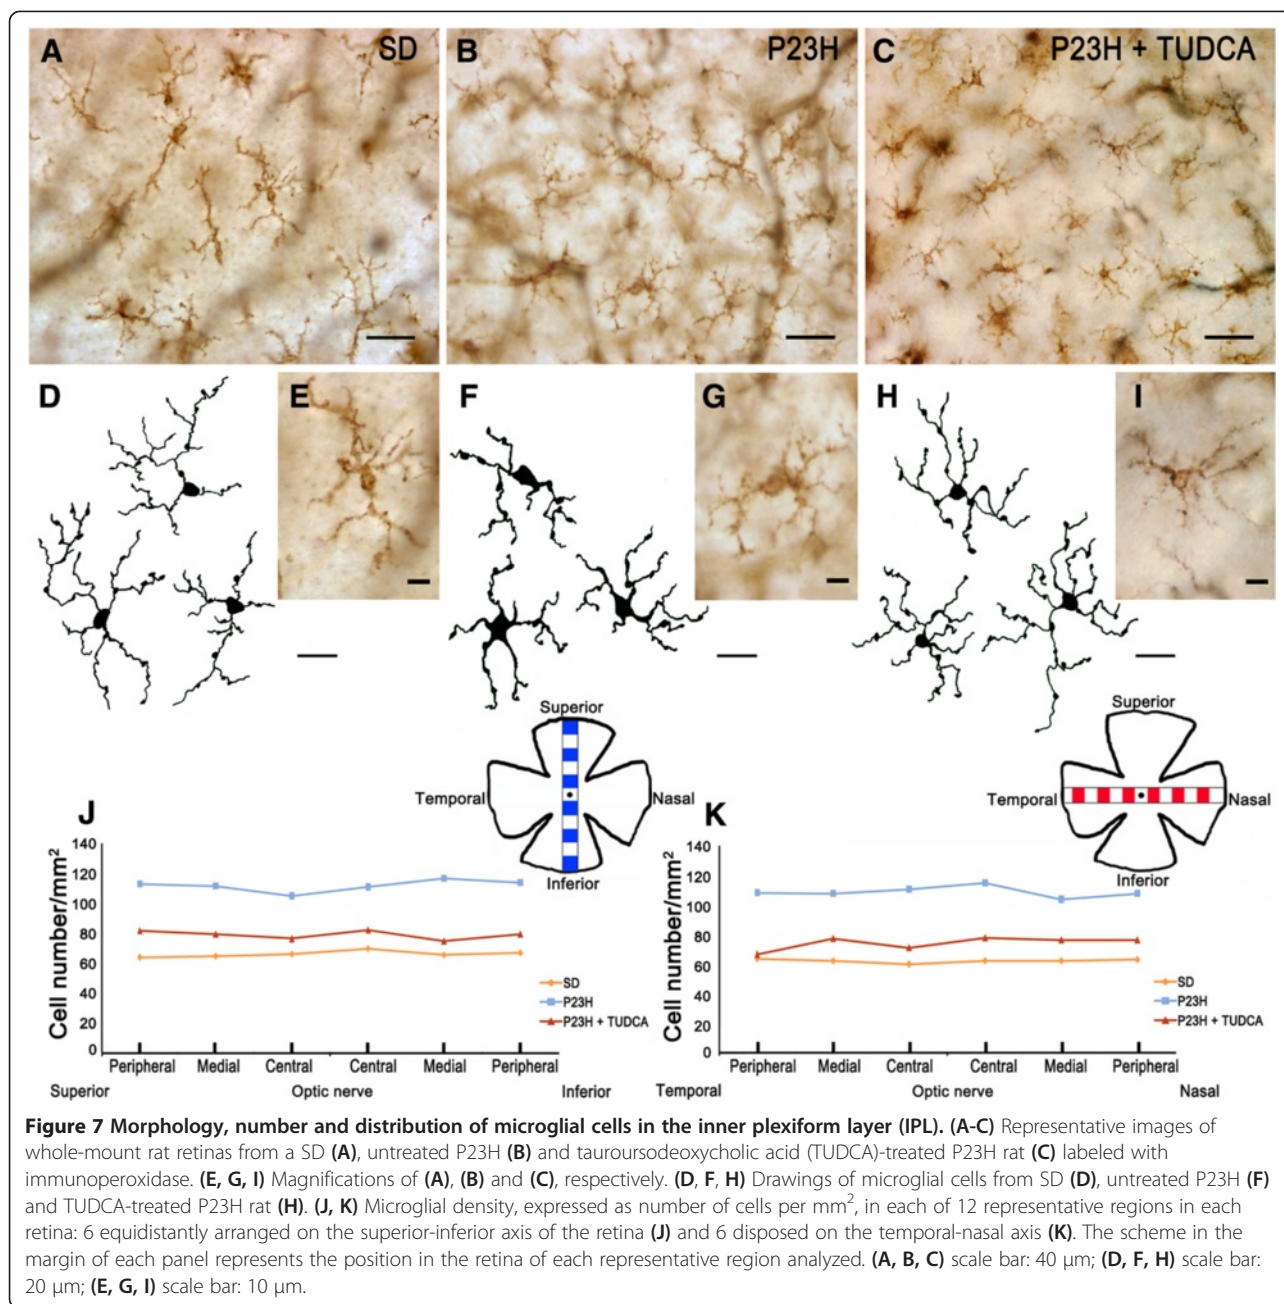 A SD
B P23H
C P23H + TUDCA
D
E
F
G
H
I
Superior
Temporal
Nasal
Inferior
Superior
Temporal
Nasal
Inferior
J
Cell number/mm²
140
120
100
80
60
40
20
0
SD
P23H
P23H + TUDCA
Peripheral Medial Central Central Medial Peripheral
Superior Optic nerve Inferior
K
Cell number/mm²
140
120
100
80
60
40
20
0
SD
P23H
P23H + TUDCA
Peripheral Medial Central Central Medial Peripheral
Temporal Optic nerve Nasal
Figure 7 Morphology, number and distribution of microglial cells in the inner plexiform layer (IPL). (A-C) Representative images of
whole-mount rat retinas from a SD (A), untreated P23H (B) and tauroursodeoxycholic acid (TUDCA)-treated P23H rat (C) labeled with
immunoperoxidase. (E, G, I) Magnifications of (A), (B) and (C), respectively. (D, F, H) Drawings of microglial cells from SD (D), untreated P23H (F)
and TUDCA-treated P23H rat (H). (J, K) Microglial density, expressed as number of cells per mm², in each of 12 representative regions in each
retina: 6 equidistantly arranged on the superior-inferior axis of the retina (J) and 6 disposed on the temporal-nasal axis (K). The scheme in the
margin of each panel represents the position in the retina of each representative region analyzed. (A, B, C) scale bar: 40 μm; (D, F, H) scale bar:
20 μm; (E, G, I) scale bar: 10 μm.